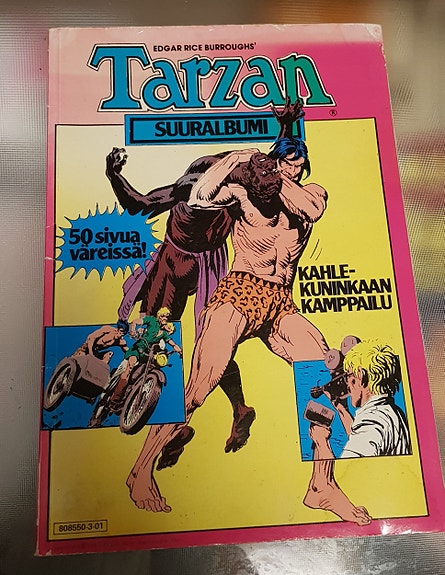 EDGAR RICE BURROUGHS'
Tarzan
®
SUURALBUMI
50 sivua
väreissä!
KAHLE-
KUNINKAAN
KAMPPAILU
808550-3-01